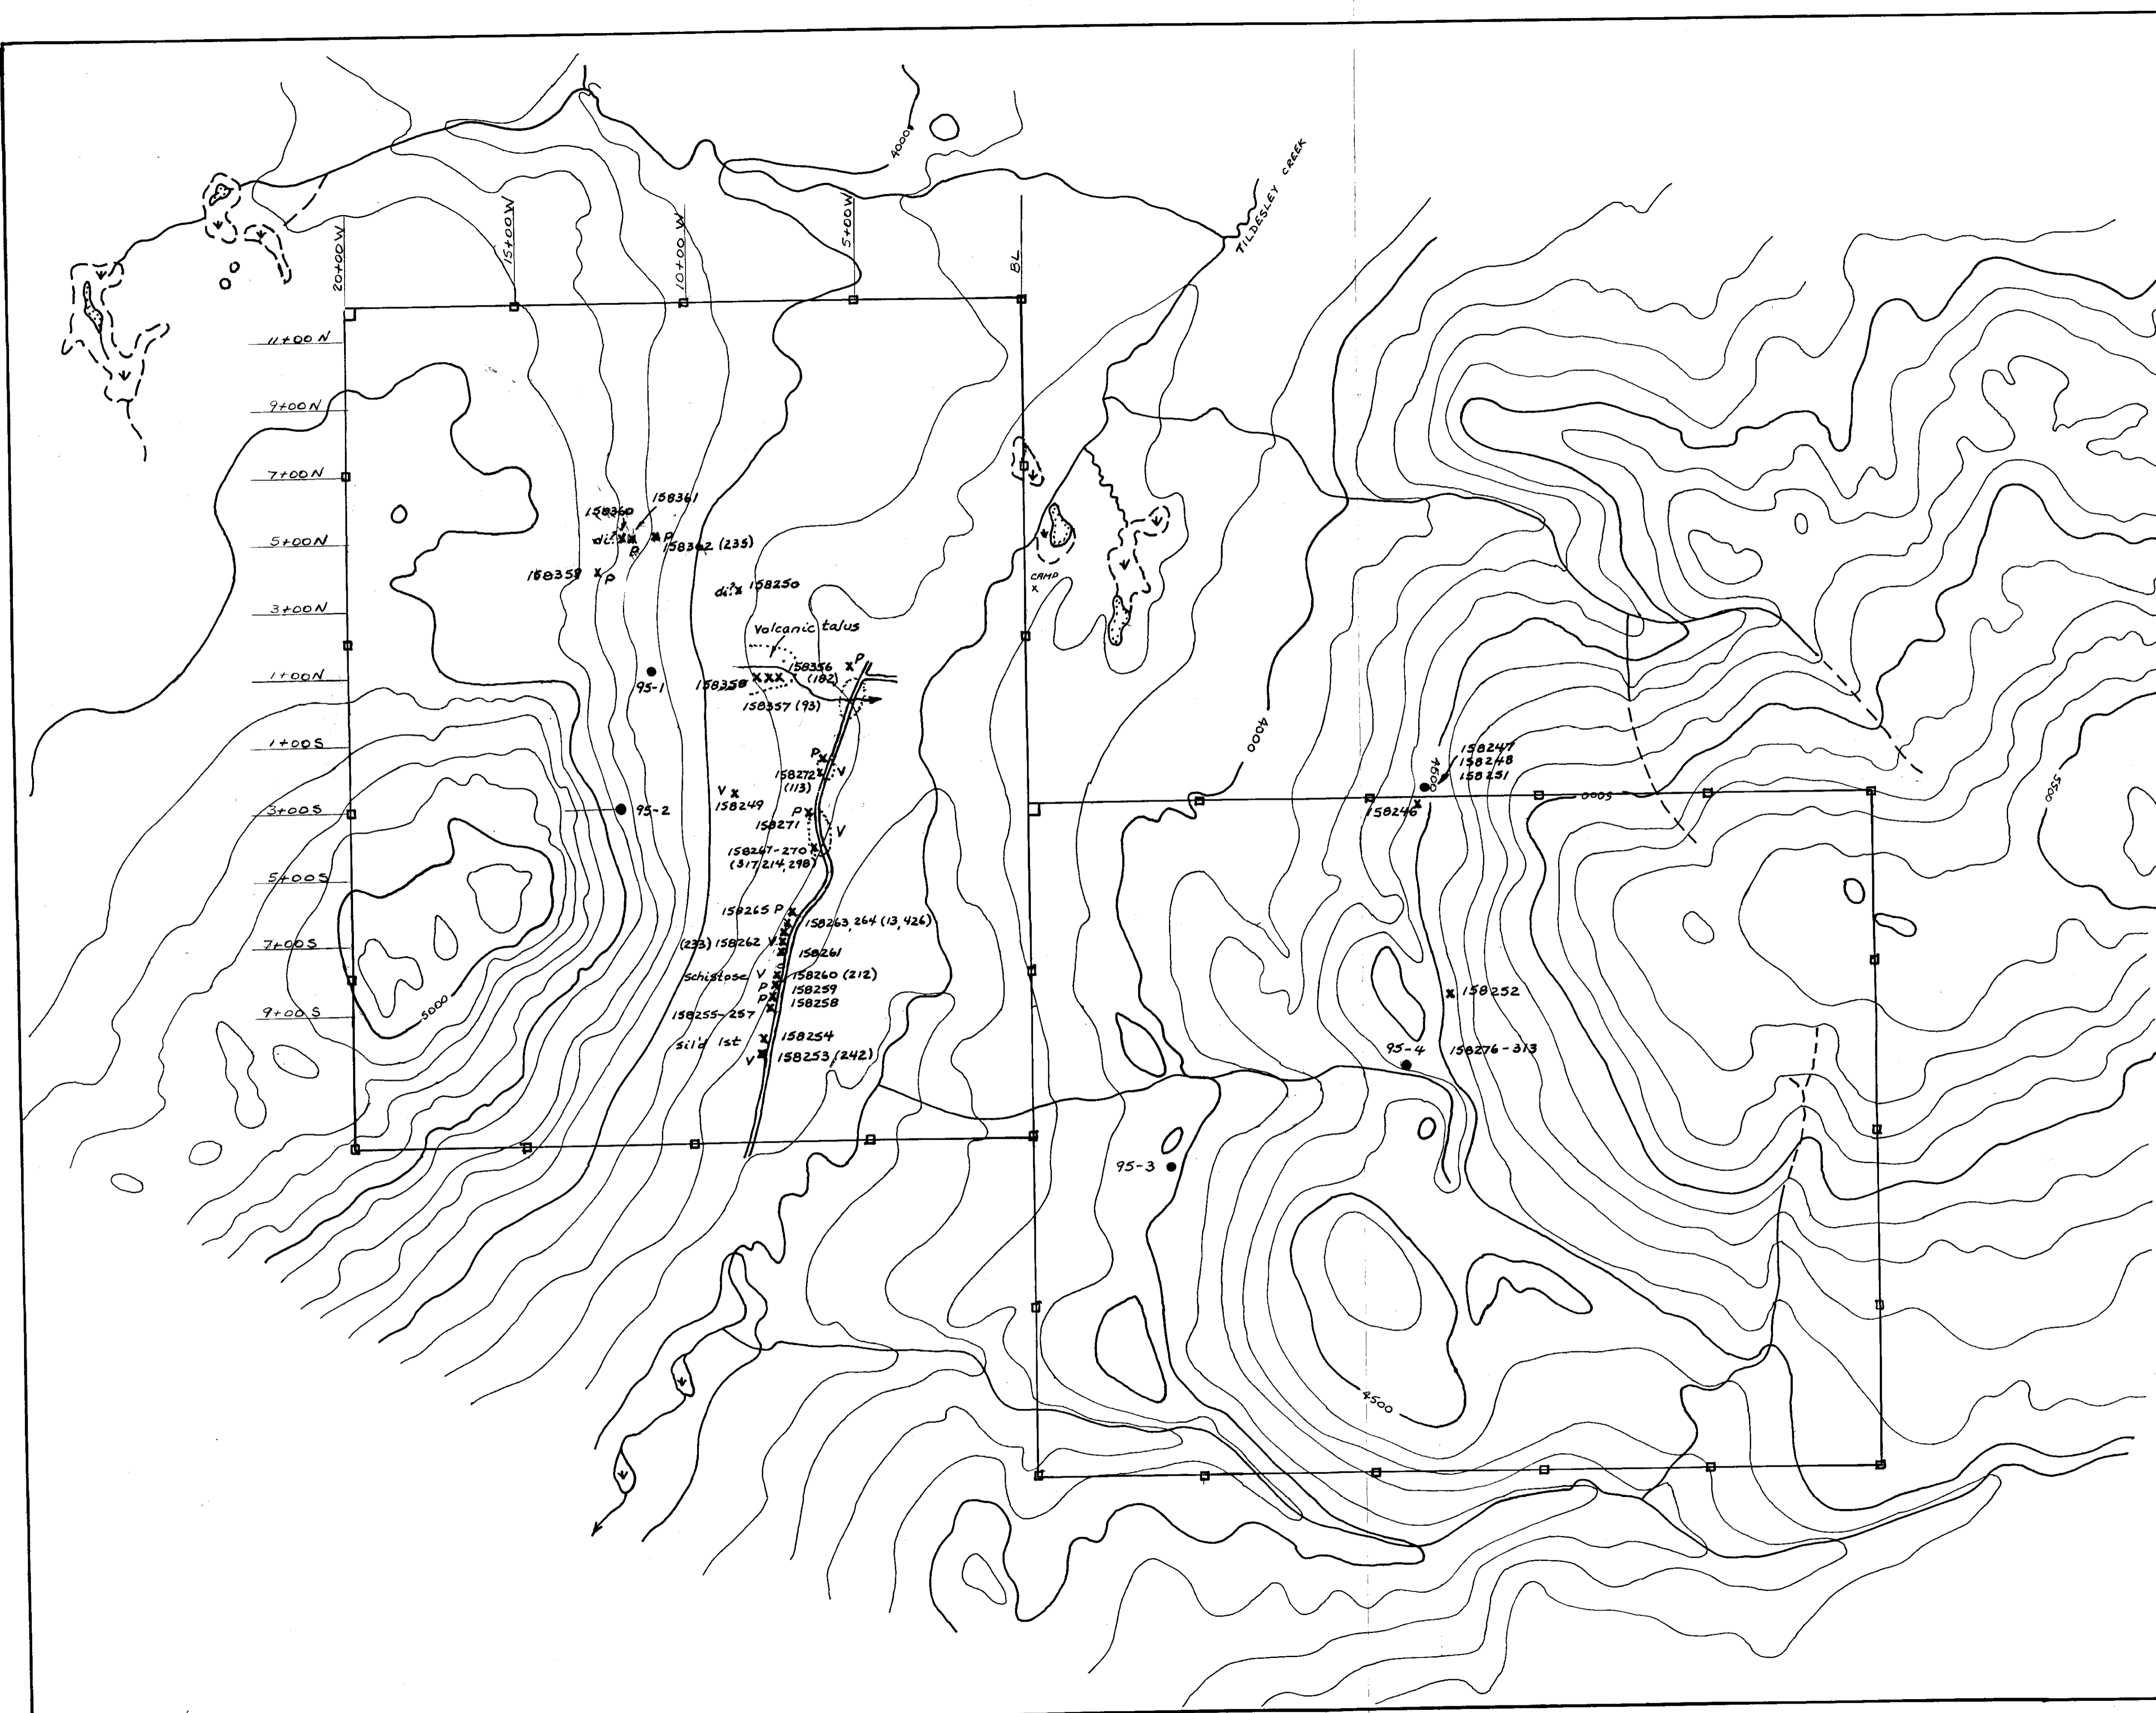 4000
TILDESLEY CREEK
20+00W
15+00W
10+00W
5+00W
BL
11+00N
9+00N
7+00N
5+00N
3+00N
1+00N
1+00S
3+00S
5+00S
7+00S
9+00S
158361
158360
di?
P
P
158362 (235)
P
di?
158250
CAMP
Volcanic talus
158356
(182)
P
158357 (93)
95-1
P
158272
V
(113)
V
158249
P
158271
V
158267-270
(317,214,298)
95-2
4000
4500
158247
158248
158251
158246
5000
5500
158265 P
158263,264 (13,426)
(233) 158262 V
158261
Schistose V
158260 (212)
P
158259
P
158258
158255-257
Sil'd lst
158254
V
158253 (242)
5000
158252
95-4
158276-313
95-3
4500